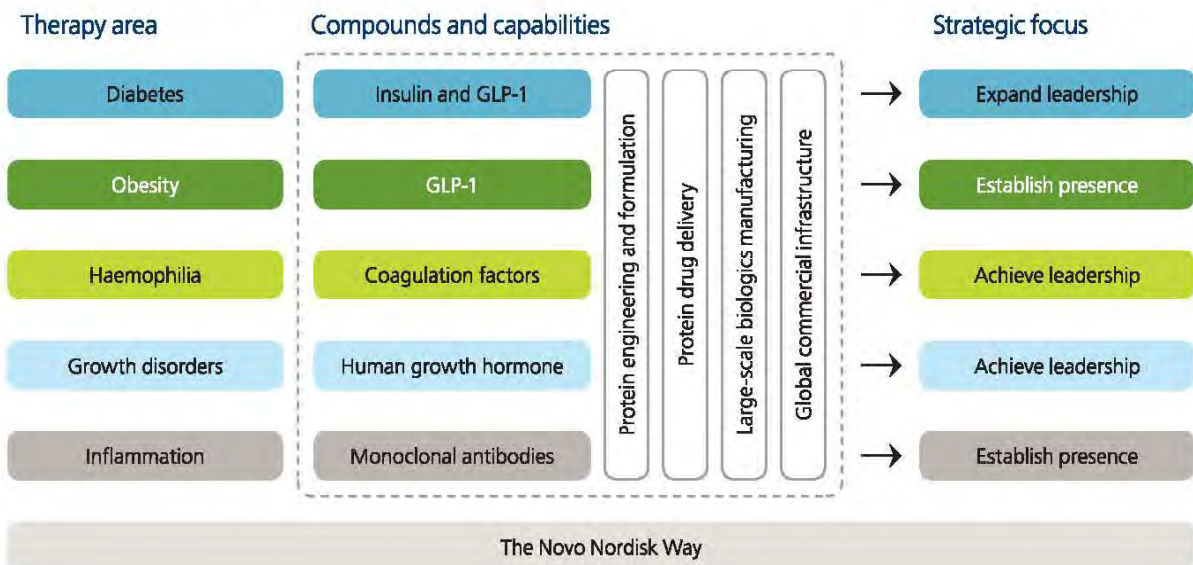 Therapy area
Compounds and capabilities
Strategic focus
Diabetes
Insulin and GLP-1
Expand leadership
Obesity
GLP-1
Establish presence
Haemophilia
Coagulation factors
Achieve leadership
Growth disorders
Human growth hormone
Achieve leadership
Inflammation
Monoclonal antibodies
Establish presence
Protein engineering and formulation
Protein drug delivery
Large-scale biologics manufacturing
Global commercial infrastructure
The Novo Nordisk Way